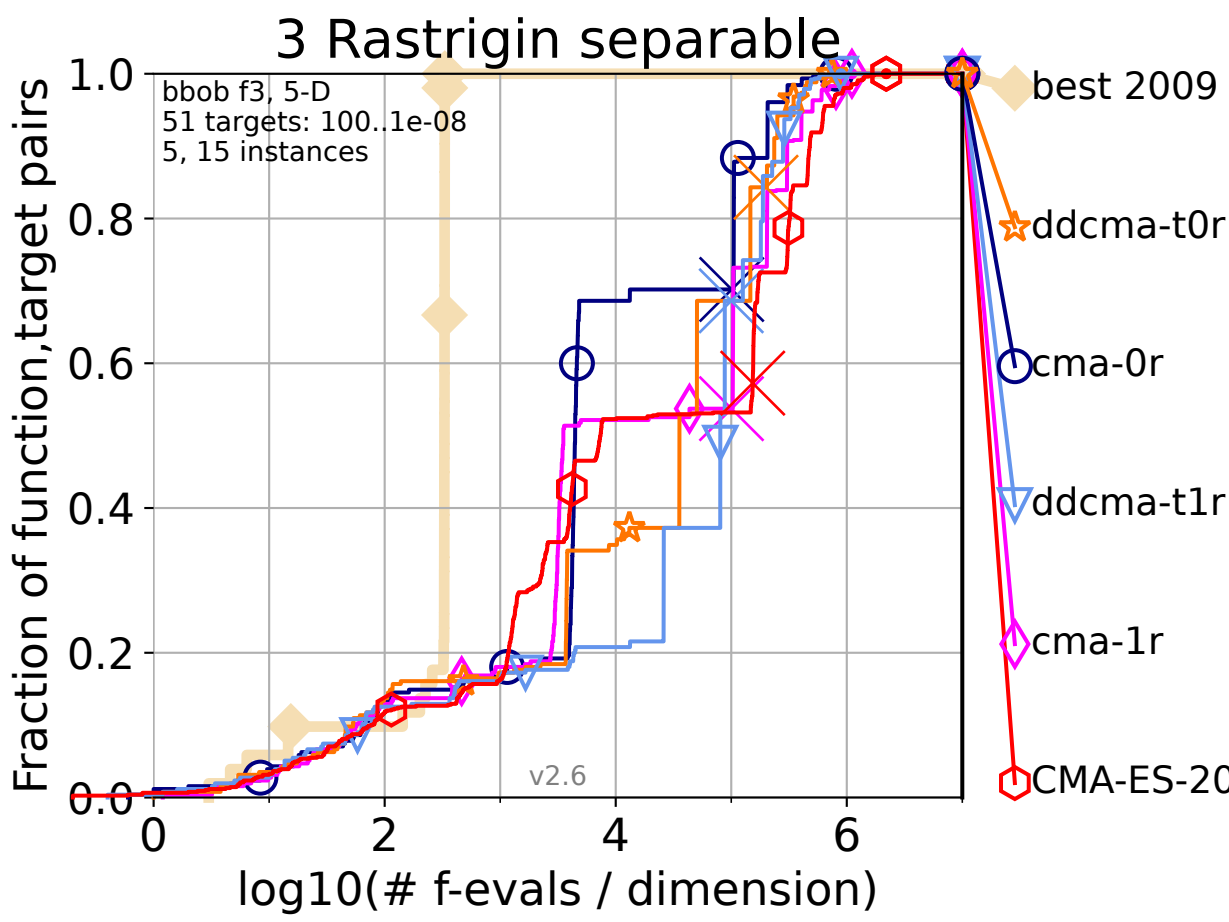 3 Rastrigin separable
bbob f3, 5-D
51 targets: 100..1e-08
5, 15 instances
Fraction of function,target pairs
1.0
0.8
0.6
0.4
0.2
0.0
v2.6
0
2
4
6
log10(# f-evals / dimension)
best 2009
ddcma-t0r
cma-0r
ddcma-t1r
cma-1r
CMA-ES-20